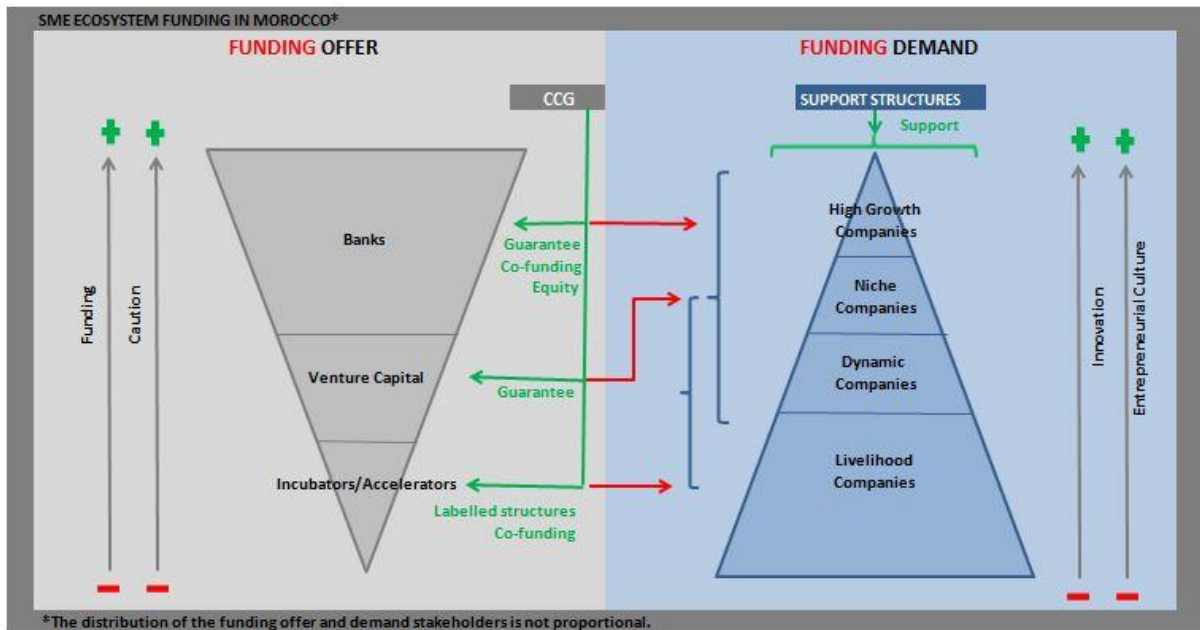 SME ECOSYSTEM FUNDING IN MOROCCO*
FUNDING OFFER
FUNDING DEMAND
CCG
SUPPORT STRUCTURES
Support
Funding
Caution
Banks
Guarantee
Co-funding
Equity
Venture Capital
Guarantee
Incubators/Accelerators
Labelled structures
Co-funding
High Growth
Companies
Niche
Companies
Dynamic
Companies
Livelihood
Companies
Innovation
Entrepreneurial Culture
*The distribution of the funding offer and demand stakeholders is not proportional.